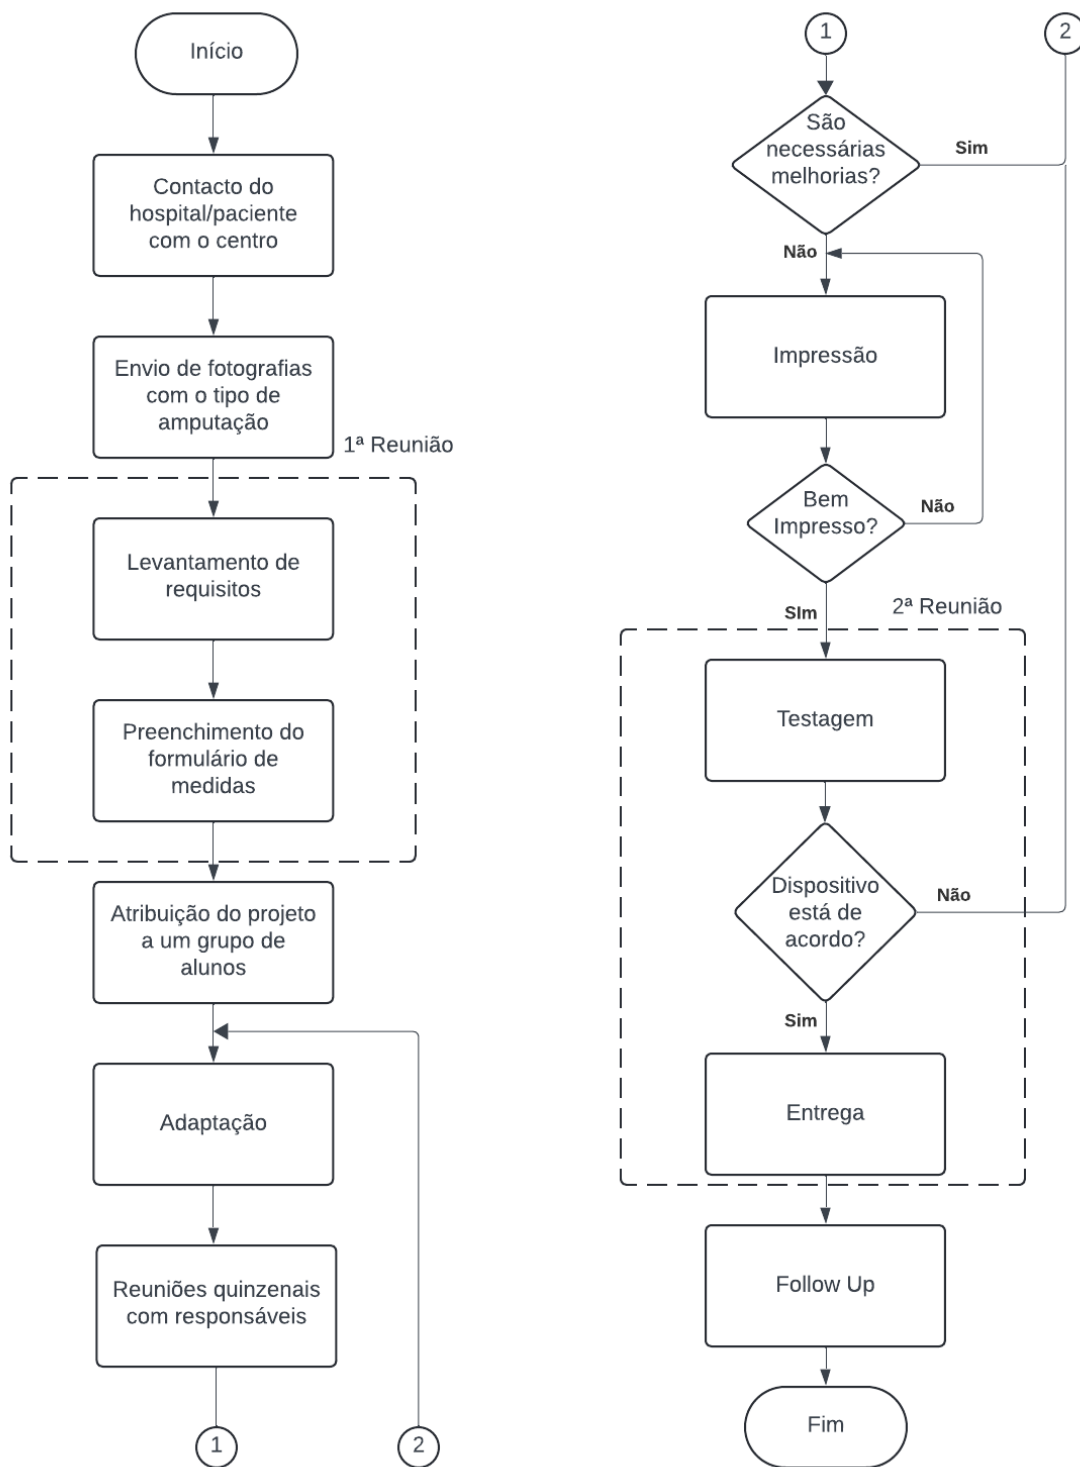 Início
Contacto do
hospital/paciente
com o centro
Envio de fotografias
com o tipo de
amputação
1ª Reunião
Levantamento de
requisitos
Preenchimento do
formulário de
medidas
Atribuição do projeto
a um grupo de
alunos
Adaptação
Reuniões quinzenais
com responsáveis
1
2
1
2
São
necessárias
melhorias?
Sim
Não
Impressão
Bem
Impresso?
Não
SIm
2ª Reunião
Testagem
Dispositivo
está de
acordo?
Não
Sim
Entrega
Follow Up
Fim